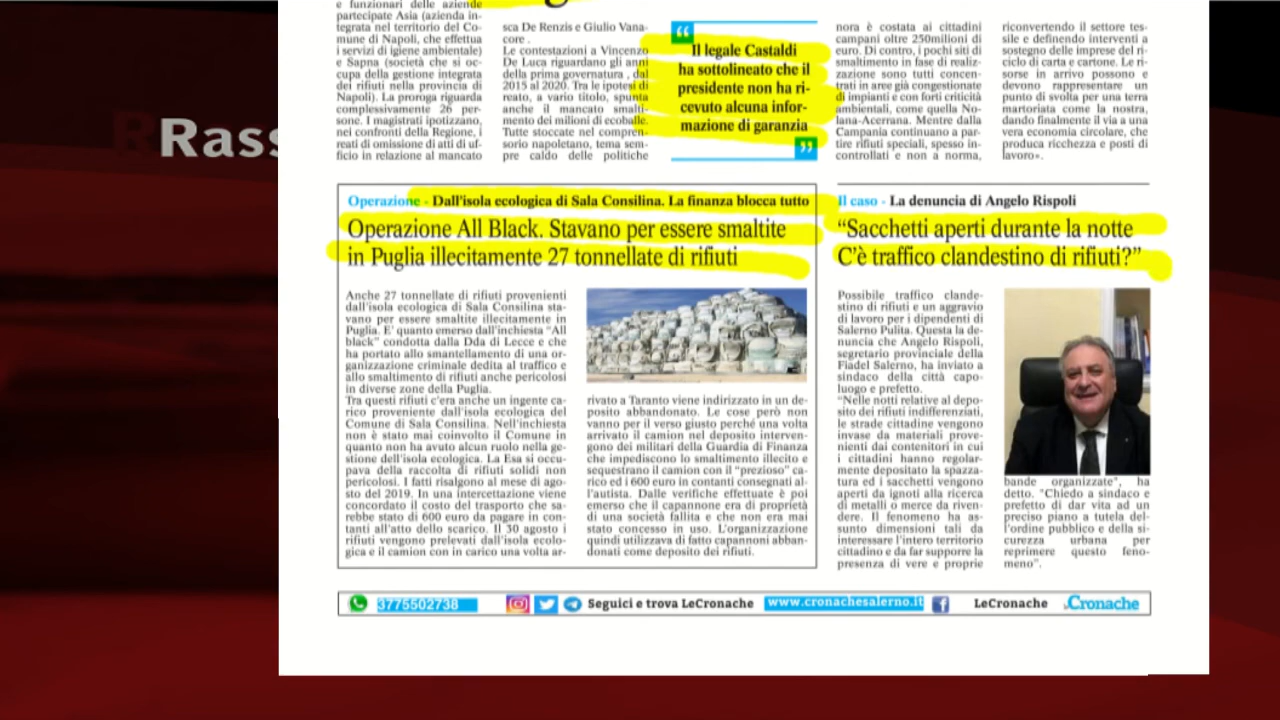 Rass
e funzionari delle aziende
partecipate Asia (azienda in-
tegrata nel territorio del Co-
mune di Napoli, che effettua
i servizi di igiene ambientale)
e Sapna (società che si oc-
cupa della gestione integrata
dei rifiuti nella provincia di
Napoli). La proroga riguarda
complessivamente 26 per-
sone. I magistrati ipotizzano,
nei confronti della Regione, i
reati di omissione di atti di uf-
ficio in relazione al mancato
sca De Renzis e Giulio Vana-
core .
Le contestazioni a Vincenzo
De Luca riguardano gli anni
della prima governatura , dal
2015 al 2020. Tra le ipotesi di
reato, a vario titolo, spunta
anche il mancato smalti-
mento dei milioni di ecoballe.
Tutte stoccate nel compren-
sorio napoletano, tema sem-
pre caldo delle politiche
“
Il legale Castaldi
ha sottolineato che il
presidente non ha ri-
cevuto alcuna infor-
mazione di garanzia
”
nora è costata ai cittadini
campani oltre 250milioni di
euro. Di contro, i pochi siti di
smaltimento in fase di realiz-
zazione sono tutti concen-
trati in aree già congestionate
di impianti e con forti criticità
ambientali, come quella No-
lana-Acerrana. Mentre dalla
Campania continuano a par-
tire rifiuti speciali, spesso in-
controllati e non a norma,
riconvertendo il settore tes-
sile e definendo interventi a
sostegno delle imprese del ri-
ciclo di carta e cartone. Le ri-
sorse in arrivo possono e
devono rappresentare un
punto di svolta per una terra
martoriata come la nostra,
dando finalmente il via a una
vera economia circolare, che
produca ricchezza e posti di
lavoro».
Operazione - Dall'isola ecologica di Sala Consilina. La finanza blocca tutto
Operazione All Black. Stavano per essere smaltite
in Puglia illecitamente 27 tonnellate di rifiuti
Anche 27 tonnellate di rifiuti provenienti
dall'isola ecologica di Sala Consilina sta-
vano per essere smaltite illecitamente in
Puglia. E' quanto emerso dall'inchiesta "All
black" condotta dalla Dda di Lecce e che
ha portato allo smantellamento di una or-
ganizzazione criminale dedita al traffico e
allo smaltimento di rifiuti anche pericolosi
in diverse zone della Puglia.
Tra questi rifiuti c'era anche un ingente ca-
rico proveniente dall'isola ecologica del
Comune di Sala Consilina. Nell'inchiesta
non è stato mai coinvolto il Comune in
quanto non ha avuto alcun ruolo nella ge-
stione dell'isola ecologica. La Esa si occu-
pava della raccolta di rifiuti solidi non
pericolosi. I fatti risalgono al mese di ago-
sto del 2019. In una intercettazione viene
concordato il costo del trasporto che sa-
rebbe stato di 600 euro da pagare in con-
tanti all'atto dello scarico. Il 30 agosto i
rifiuti vengono prelevati dall'isola ecolo-
gica e il camion con in carico una volta ar-
rivato a Taranto viene indirizzato in un de-
posito abbandonato. Le cose però non
vanno per il verso giusto perché una volta
arrivato il camion nel deposito interven-
gono dei militari della Guardia di Finanza
che impediscono lo smaltimento illecito e
sequestrano il camion con il "prezioso" ca-
rico ed i 600 euro in contanti consegnati al-
l'autista. Dalle verifiche effettuate è poi
emerso che il capannone era di proprietà
di una società fallita e che non era mai
stato concesso in uso. L'organizzazione
quindi utilizzava di fatto capannoni abban-
donati come deposito dei rifiuti.
Il caso - La denuncia di Angelo Rispoli
“Sacchetti aperti durante la notte
C'è traffico clandestino di rifiuti?”
Possibile traffico clande-
stino di rifiuti e un aggravio
di lavoro per i dipendenti di
Salerno Pulita. Questa la de-
nuncia che Angelo Rispoli,
segretario provinciale della
Fiadel Salerno, ha inviato a
sindaco della città capo-
luogo e prefetto.
"Nelle notti relative al depo-
sito dei rifiuti indifferenziati,
le strade cittadine vengono
invase da materiali prove-
nienti dai contenitori in cui
i cittadini hanno regolar-
mente depositato la spazza-
tura ed i sacchetti vengono
aperti da ignoti alla ricerca
di metalli o merce da riven-
dere. Il fenomeno ha as-
sunto dimensioni tali da
interessare l'intero territorio
cittadino e da far supporre la
presenza di vere e proprie
bande organizzate", ha
detto. "Chiedo a sindaco e
prefetto di dar vita ad un
preciso piano a tutela del-
l'ordine pubblico e della si-
curezza urbana per
reprimere questo feno-
meno".
3775502738 Seguici e trova LeCronache www.cronachesalerno.it LeCronache Cronache